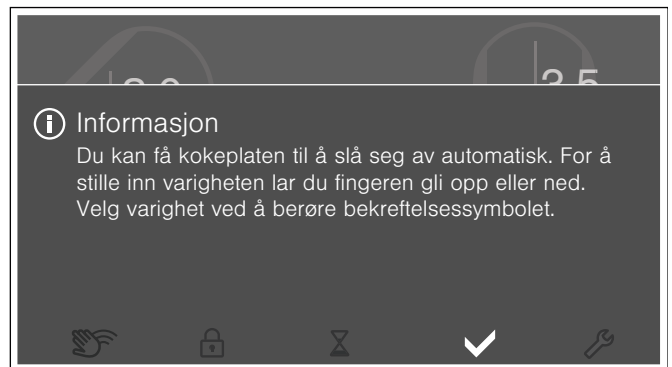 Informasjon
Du kan få kokeplaten til å slå seg av automatisk. For å
stille inn varigheten lar du fingeren gli opp eller ned.
Velg varighet ved å berøre bekreftelsessymbolet.